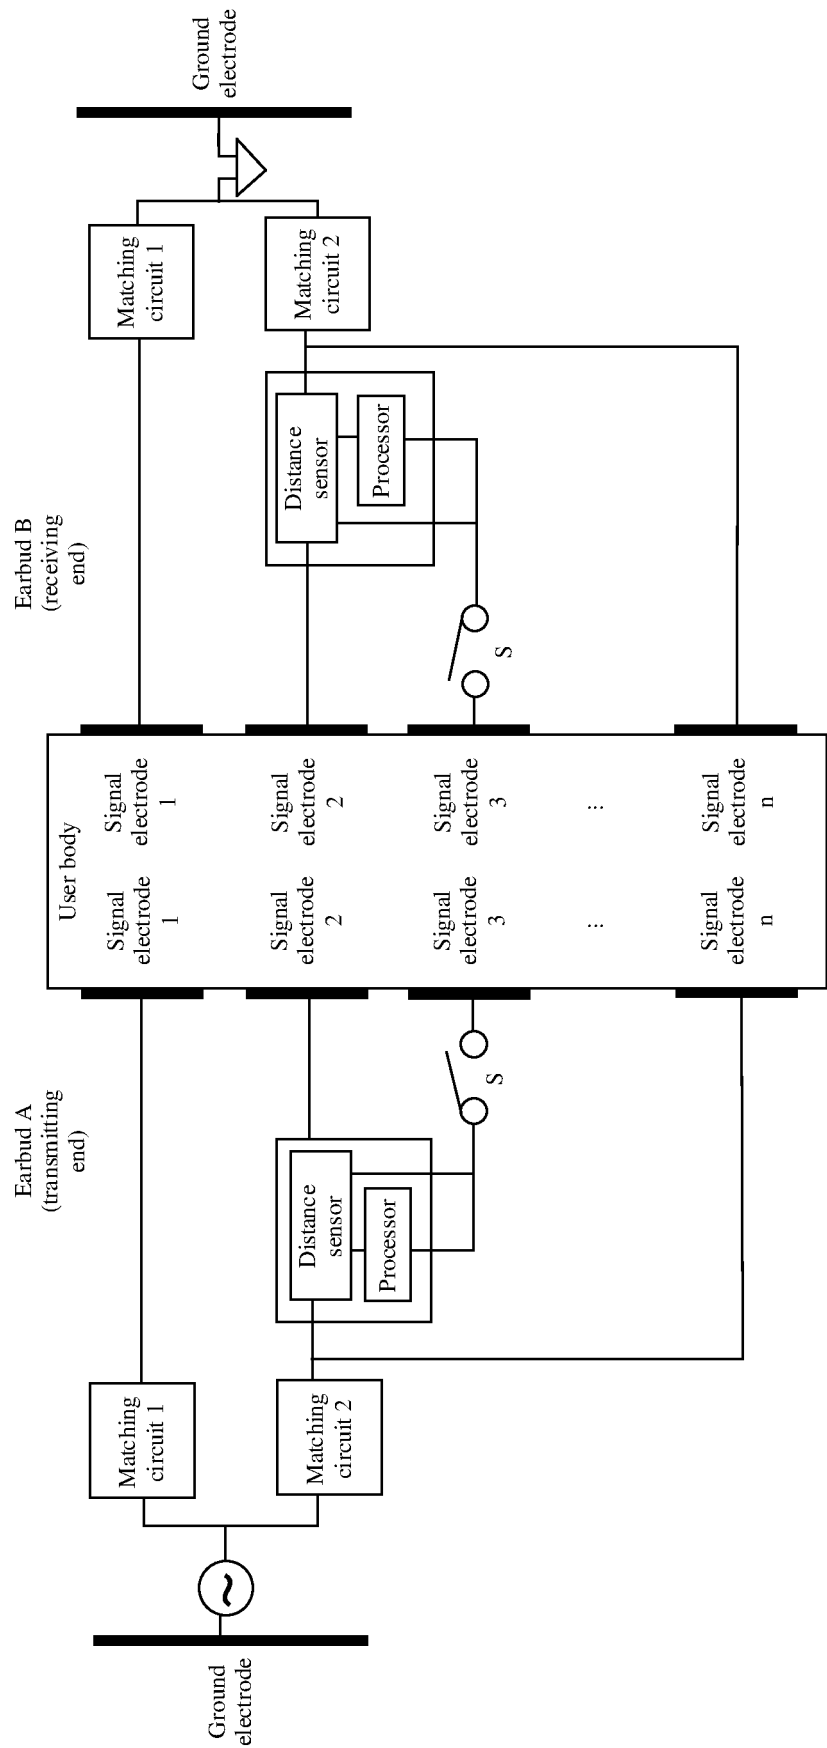 Earbud A
(transmitting
end)
Earbud B
(receiving
end)
User body
Ground
electrode
Matching
circuit 1
Matching
circuit 2
Distance
sensor
Processor
S
Signal
electrode
1
Signal
electrode
2
Signal
electrode
3
...
Signal
electrode
n
Signal
electrode
1
Signal
electrode
2
Signal
electrode
3
...
Signal
electrode
n
S
Distance
sensor
Processor
Matching
circuit 1
Matching
circuit 2
Ground
electrode